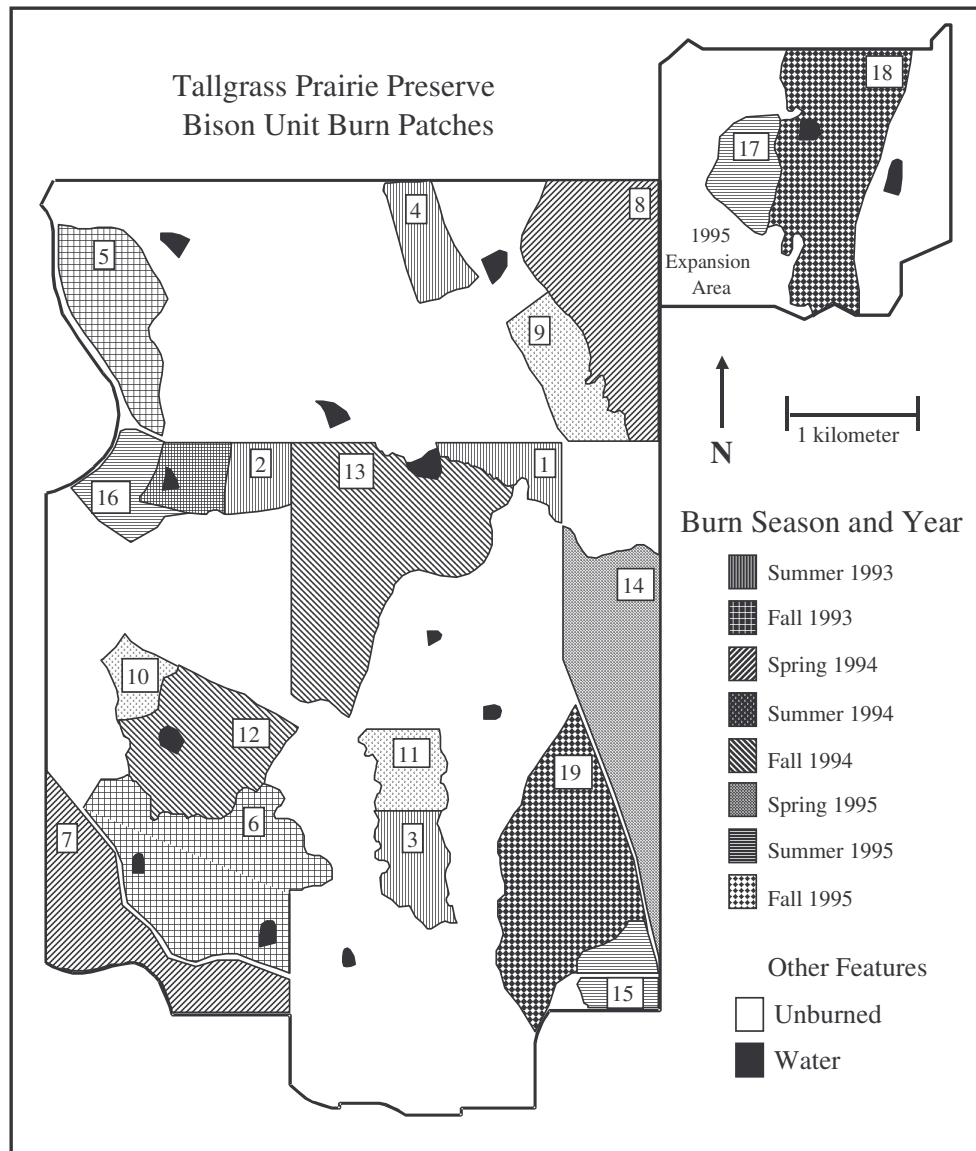 Tallgrass Prairie Preserve
Bison Unit Burn Patches
18
17
4
8
5
1995
Expansion
Area
9
1 kilometer
N
2
13
1
16
Burn Season and Year
Summer 1993
14
Fall 1993
Spring 1994
10
Summer 1994
12
11
Fall 1994
19
Spring 1995
6
7
3
Summer 1995
Fall 1995
Other Features
15
Unburned
Water